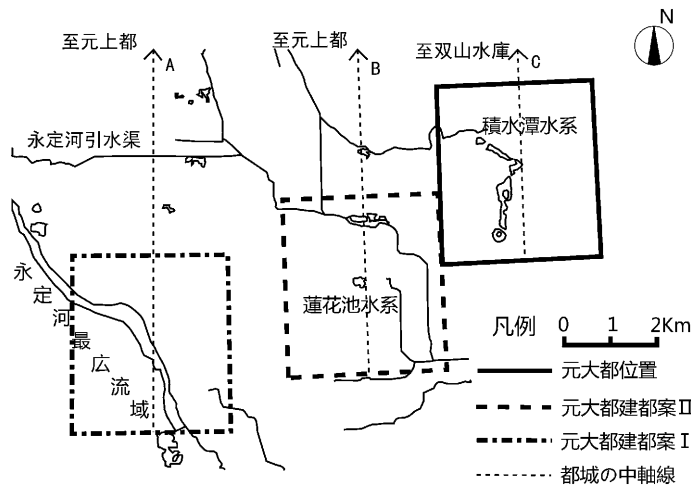 至元上都
A
至元上都
B
至双山水庫
C
N
永定河引水渠
積水潭水系
永定河最広流域
蓮花池水系
凡例
0 1 2Km
元大都位置
元大都建都案Ⅱ
元大都建都案Ⅰ
都城の中軸線